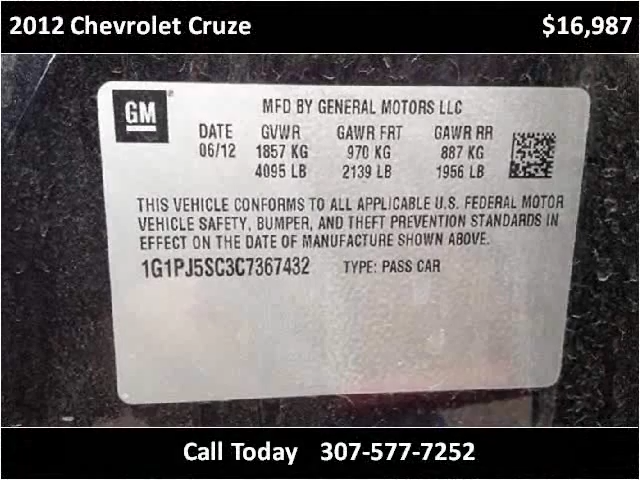 2012 Chevrolet Cruze $16,987
GM ® MFD BY GENERAL MOTORS LLC
DATE GVWR GAWR FRT GAWR RR
06/12 1857 KG 970 KG 887 KG
4095 LB 2139 LB 1956 LB
THIS VEHICLE CONFORMS TO ALL APPLICABLE U.S. FEDERAL MOTOR
VEHICLE SAFETY, BUMPER, AND THEFT PREVENTION STANDARDS IN
EFFECT ON THE DATE OF MANUFACTURE SHOWN ABOVE.
1G1PJ5SC3C7367432 TYPE: PASS CAR
Call Today 307-577-7252